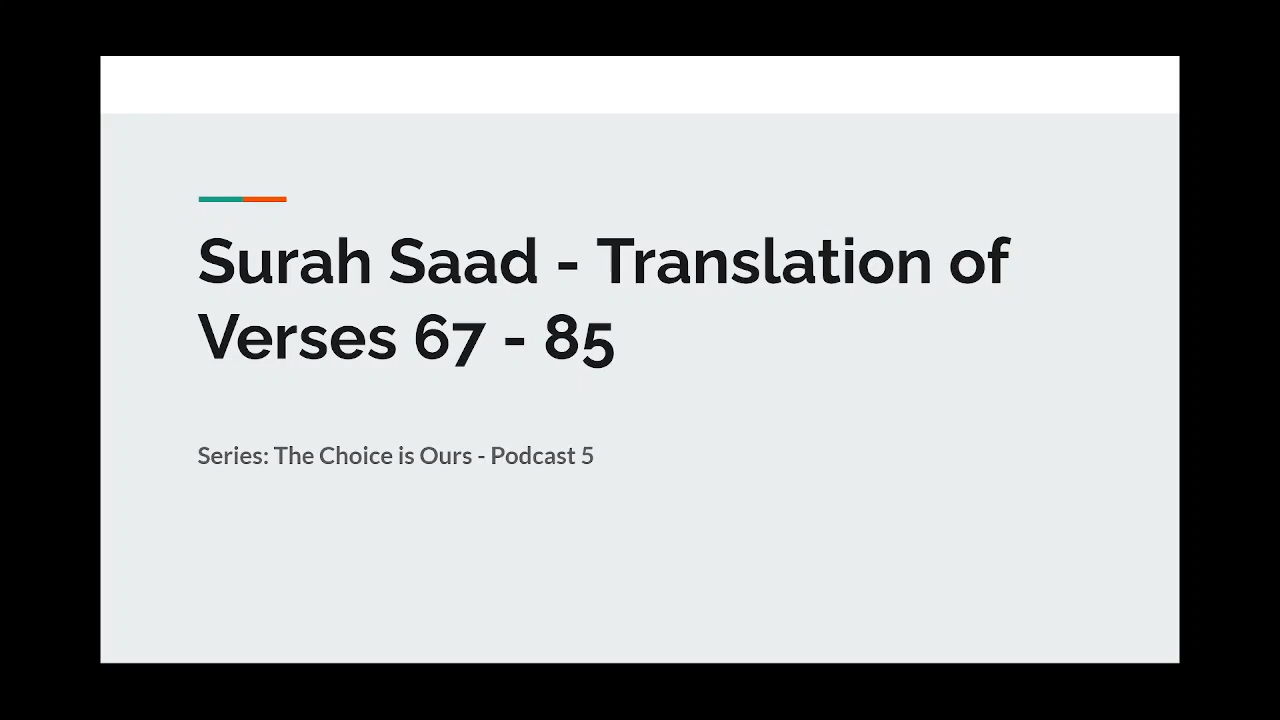 Surah Saad - Translation of
Verses 67 - 85
Series: The Choice is Ours - Podcast 5